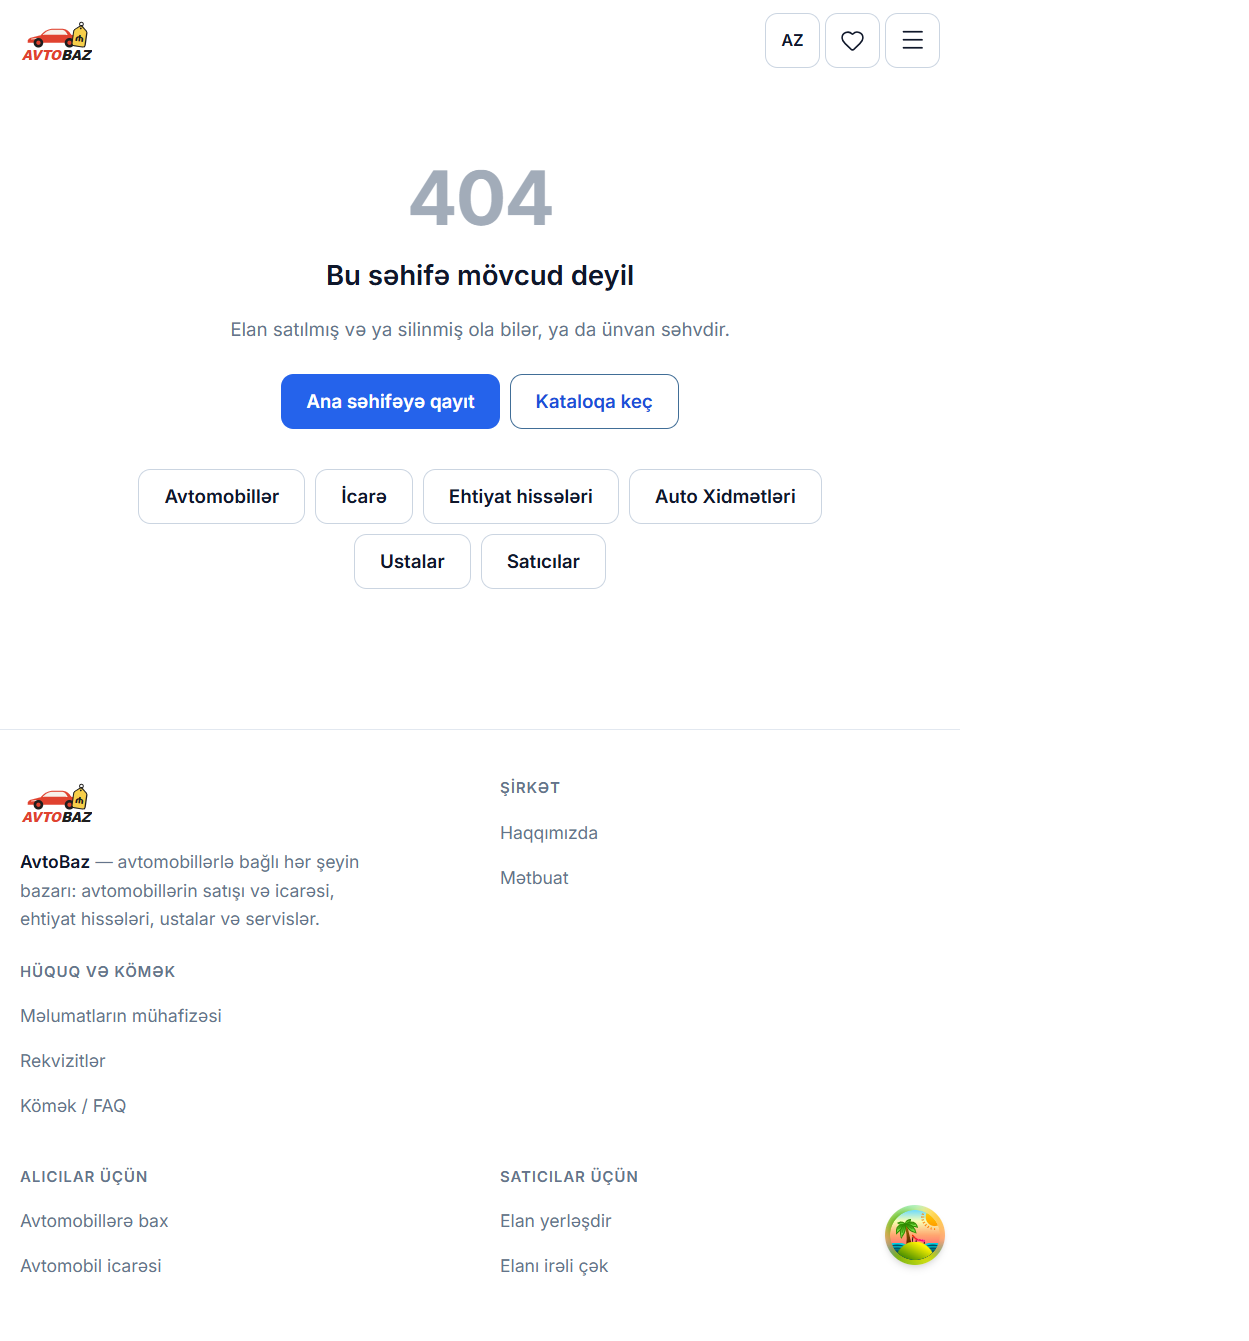 AVTOBAZ
AZ
404
Bu səhifə mövcud deyil
Elan satılmış və ya silinmiş ola bilər, ya da ünvan səhvdir.
Ana səhifəyə qayıt
Kataloqa keç
Avtomobillər
İcarə
Ehtiyat hissələri
Auto Xidmətləri
Ustalar
Satıcılar
AVTOBAZ
AvtoBaz — avtomobillərlə bağlı hər şeyin
bazarı: avtomobillərin satışı və icarəsi,
ehtiyat hissələri, ustalar və servislər.
ŞİRKƏT
Haqqımızda
Mətbuat
HÜQUQ VƏ KÖMƏK
Məlumatların mühafizəsi
Rekvizitlər
Kömək / FAQ
ALICILAR ÜÇÜN
Avtomobillərə bax
Avtomobil icarəsi
SATICILAR ÜÇÜN
Elan yerləşdir
Elanı irəli çək